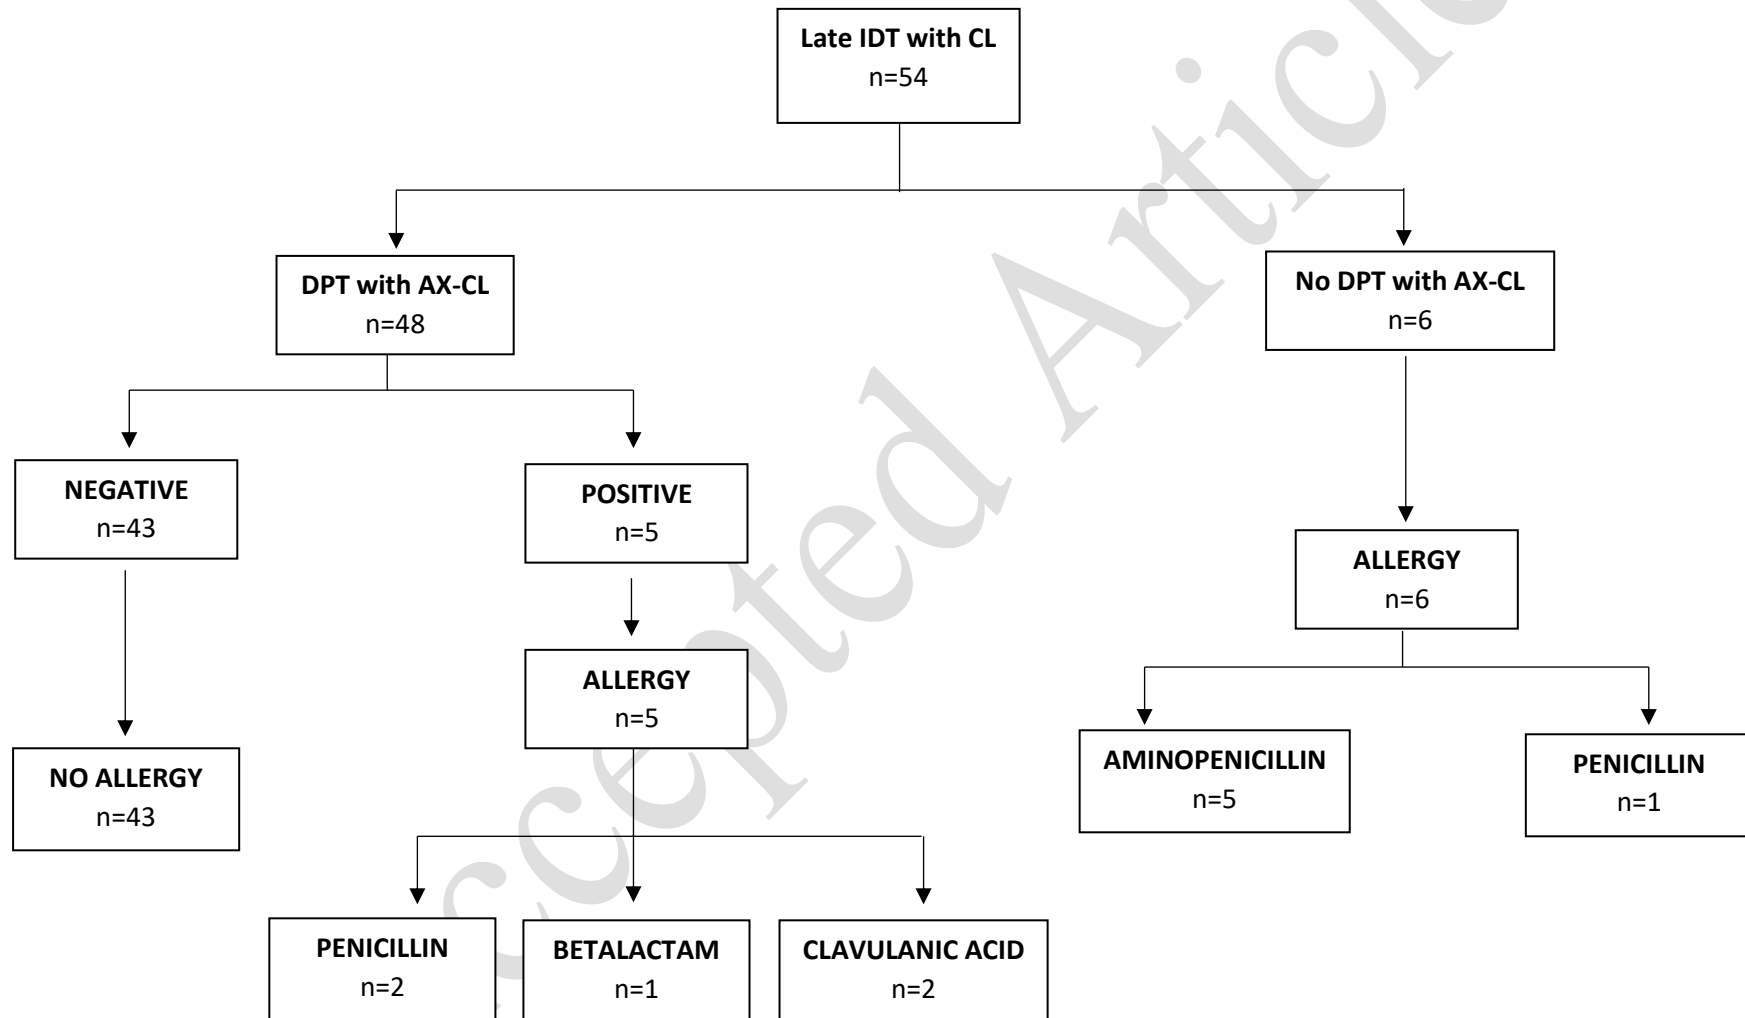 Late IDT with CL
n=54
DPT with AX-CL
n=48
No DPT with AX-CL
n=6
NEGATIVE
n=43
POSITIVE
n=5
ALLERGY
n=6
ALLERGY
n=5
NO ALLERGY
n=43
AMINOPENICILLIN
n=5
PENICILLIN
n=1
PENICILLIN
n=2
BETALACTAM
n=1
CLAVULANIC ACID
n=2
Accepted Article